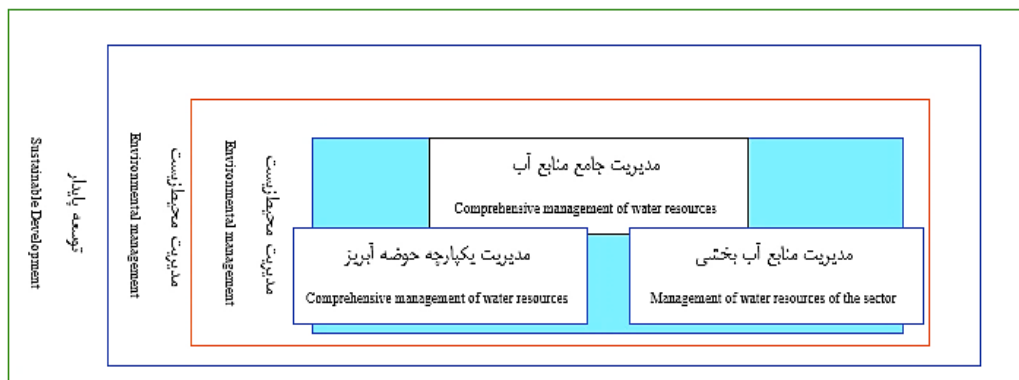 توسعه پایدار
Sustainable Development
مدیریت محیط‌زیست
Environmental management
مدیریت محیط‌زیست
Environmental management
مدیریت جامع منابع آب
Comprehensive management of water resources
مدیریت یکپارچه حوضه آبریز
Comprehensive management of water resources
مدیریت منابع آب بخشی
Management of water resources of the sector